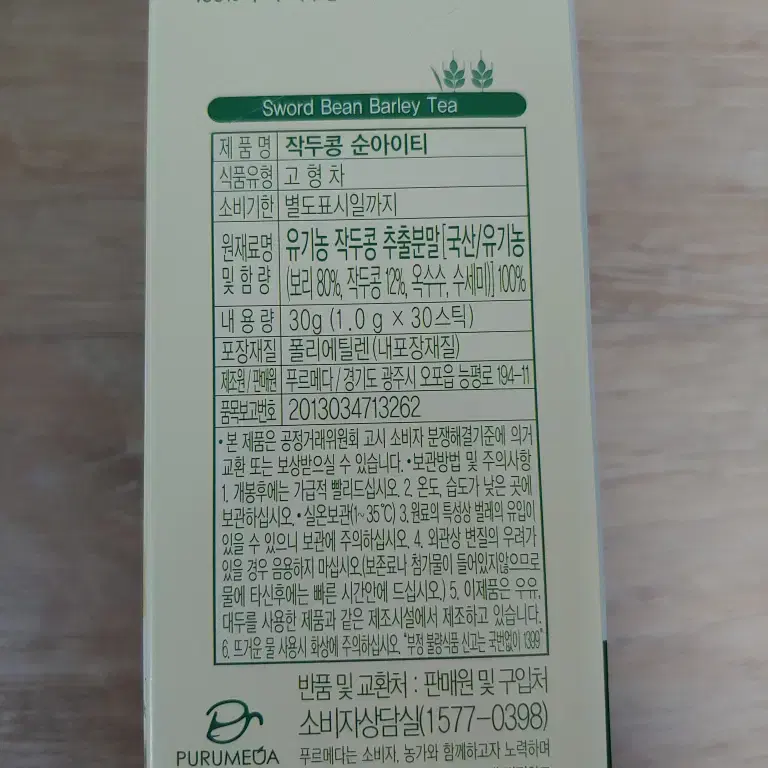 Sword Bean Barley Tea
제 품 명 작두콩 순아이티
식품유형 고 형 차
소비기한 별도표시일까지
원재료명 및 함 량 유기농 작두콩 추출분말[국산/유기농
(보리 80%, 작두콩 12%, 옥수수, 수세미)] 100%
내 용 량 30g (1.0 g × 30스틱)
포장재질 폴리에틸렌(내포장재질)
제조원/판매원 푸르메다/경기도 광주시 오포읍 능평로 194-11
품목보고번호 2013034713262
•본 제품은 공정거래위원회 고시 소비자 분쟁해결기준에 의거
교환 또는 보상받으실 수 있습니다. •보관방법 및 주의사항
1. 개봉후에는 가급적 빨리드십시오. 2. 온도, 습도가 낮은 곳에
보관하십시오. •실온보관(1~35℃) 3. 원료의 특성상 벌레의 유입이
있을 수 있으니 보관에 주의하십시오. 4. 외관상 변질의 우려가
있을 경우 음용하지 마십시오.(보존료나 첨가물이 들어있지않으므로
물에 타신후에는 빠른 시간안에 드십시오.) 5. 이제품은 우유,
대두를 사용한 제품과 같은 제조시설에서 제조하고 있습니다.
6. 뜨거운 물 사용시 화상에 주의하십시오. "부정 불량식품 신고는 국번없이 1399"
반품 및 교환처 : 판매원 및 구입처
소비자상담실(1577-0398)
PURUMEDA
푸르메다는 소비자, 농가와 함께하고자 노력하며